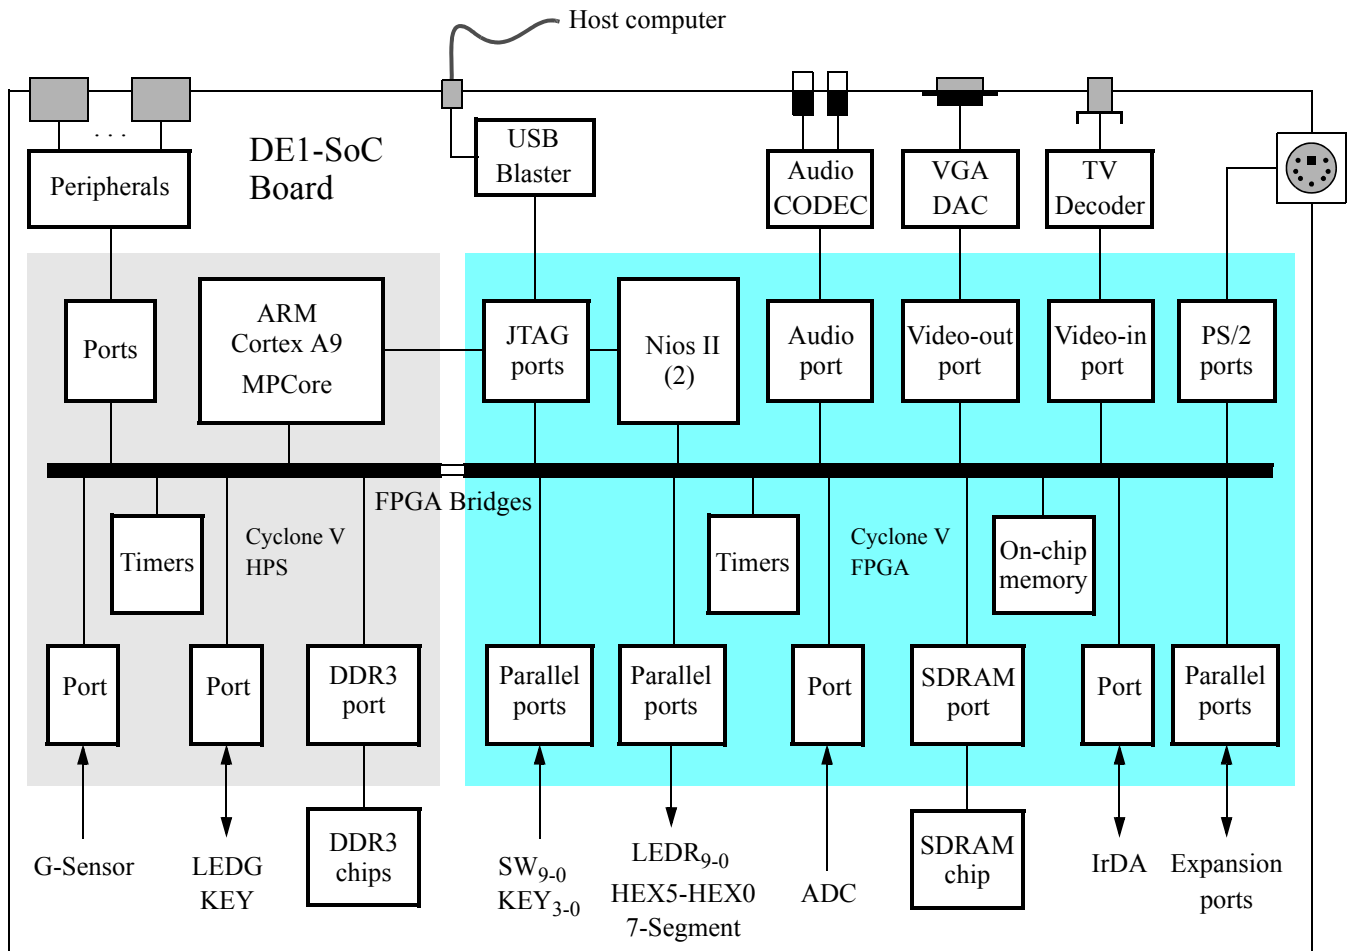 Host computer
DE1-SoC
Board
Peripherals
. . .
USB
Blaster
Audio
CODEC
VGA
DAC
TV
Decoder
Ports
ARM
Cortex A9
MPCore
JTAG
ports
Nios II
(2)
Audio
port
Video-out
port
Video-in
port
PS/2
ports
FPGA Bridges
Timers
Cyclone V
HPS
Timers
Cyclone V
FPGA
On-chip
memory
Port
Port
DDR3
port
Parallel
ports
Parallel
ports
Port
SDRAM
port
Port
Parallel
ports
G-Sensor
LEDG
KEY
DDR3
chips
SW9-0
KEY3-0
LEDR9-0
HEX5-HEX0
7-Segment
ADC
SDRAM
chip
IrDA
Expansion
ports